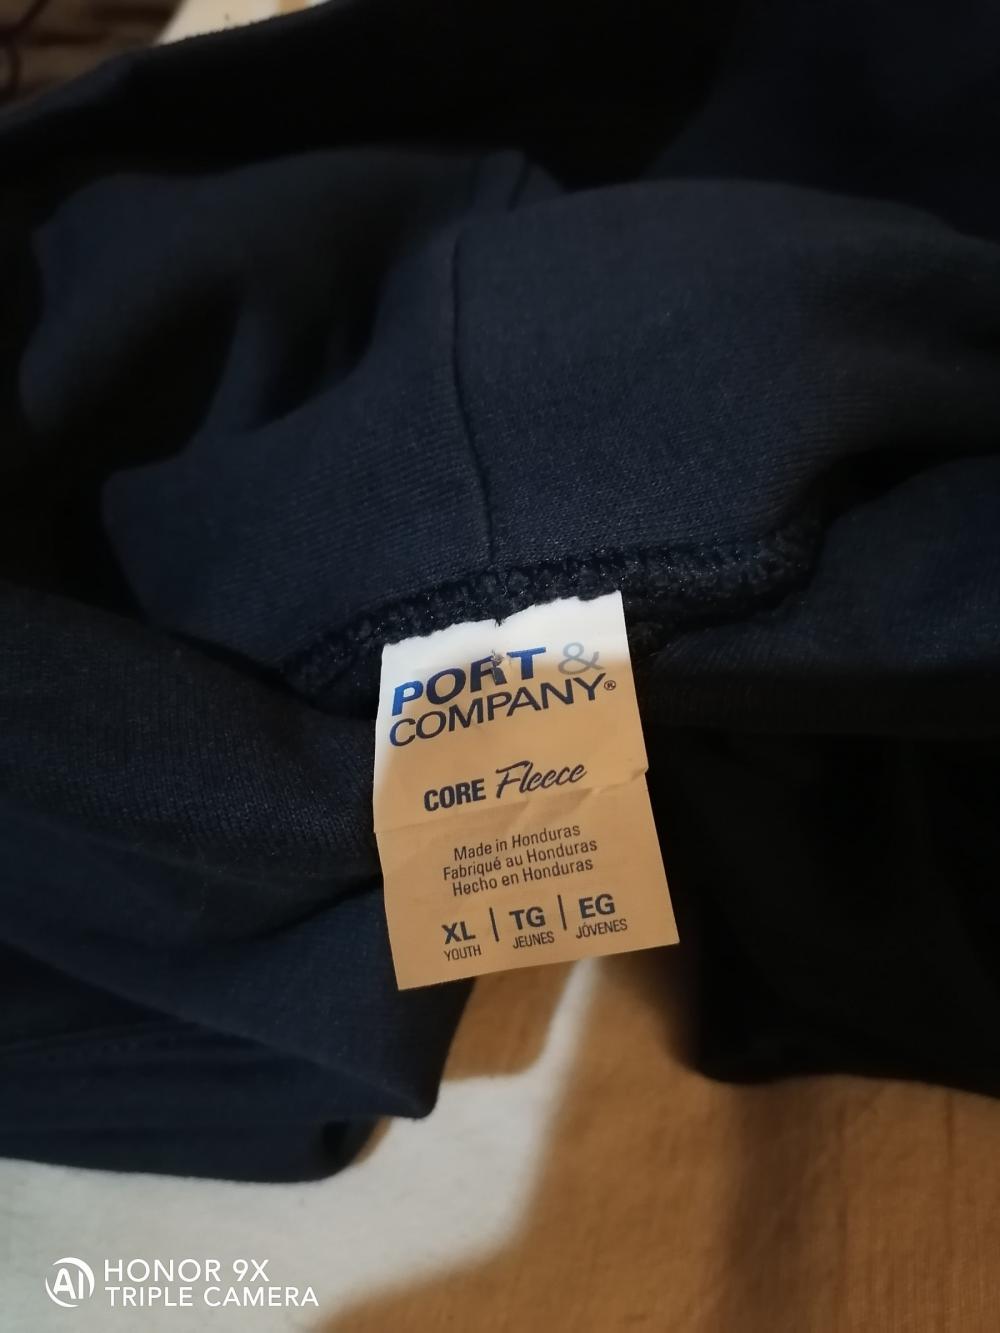 PORT &
COMPANY®
CORE Fleece
Made in Honduras
Fabriqué au Honduras
Hecho en Honduras
XL | TG | EG
YOUTH JEUNES JÓVENES
HONOR 9X
TRIPLE CAMERA